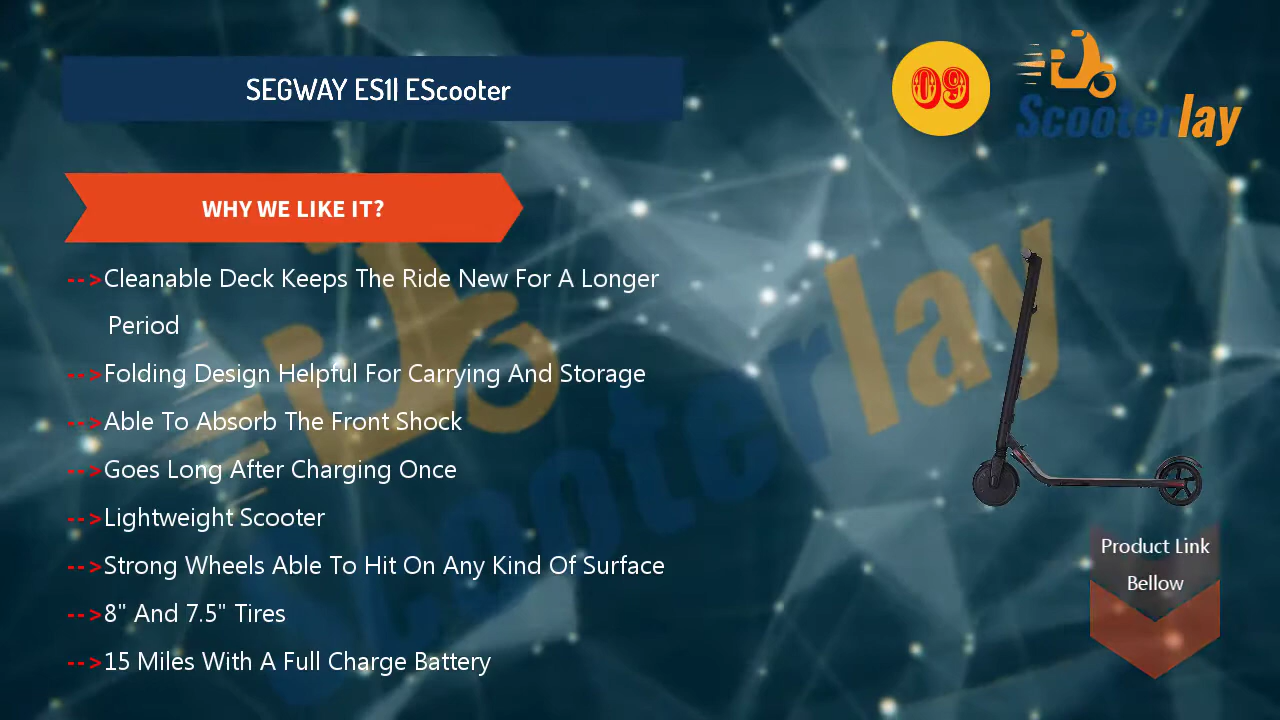 SEGWAY ES1| EScooter
09
Scooterlay
WHY WE LIKE IT?
-->Cleanable Deck Keeps The Ride New For A Longer
Period
-->Folding Design Helpful For Carrying And Storage
-->Able To Absorb The Front Shock
-->Goes Long After Charging Once
-->Lightweight Scooter
-->Strong Wheels Able To Hit On Any Kind Of Surface
-->8" And 7.5" Tires
-->15 Miles With A Full Charge Battery
Scooterlay
Product Link
Bellow